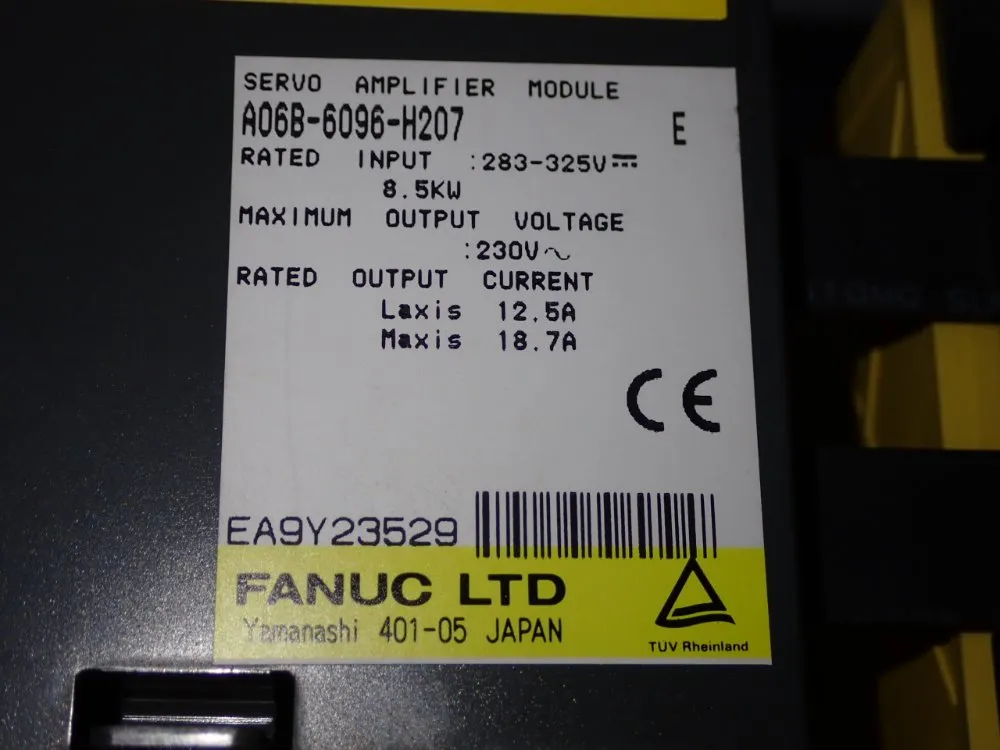 SERVO AMPLIFIER MODULE
A06B-6096-H207 E
RATED INPUT :283-325V⎓
8.5KW
MAXIMUM OUTPUT VOLTAGE
:230V~
RATED OUTPUT CURRENT
Laxis 12.5A
Maxis 18.7A
CE
EA9Y23529
FANUC LTD
Yamanashi 401-05 JAPAN
TUV Rheinland